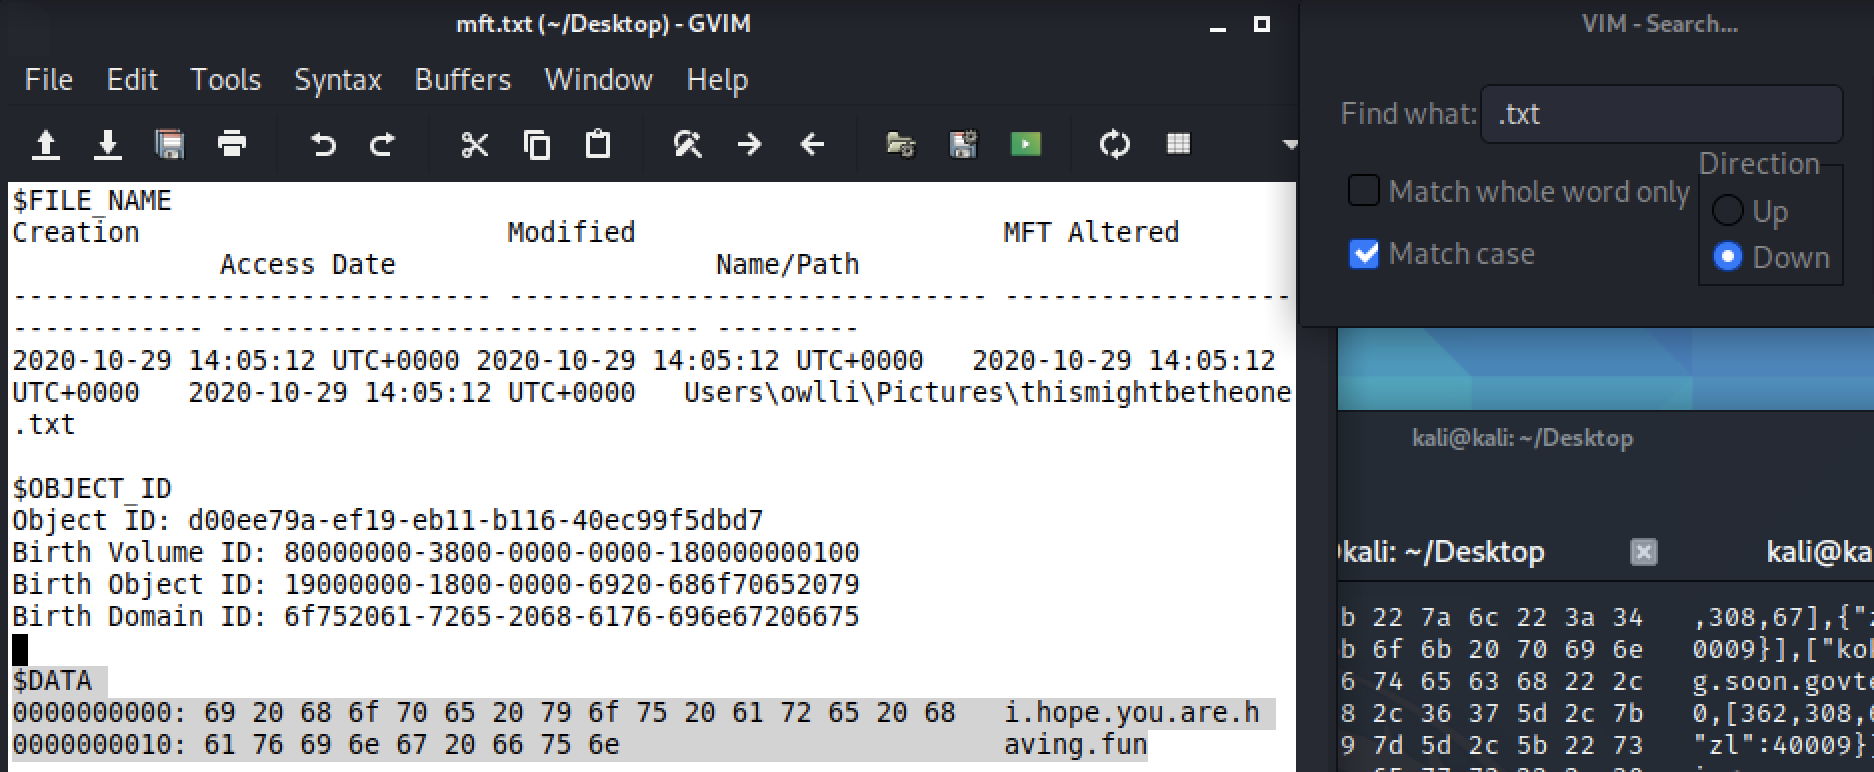 mft.txt (~/Desktop) - GVIM
File Edit Tools Syntax Buffers Window Help
$FILE_NAME
Creation Modified MFT Altered
Access Date Name/Path
------------------------------ ------------------------------ ------------------
------------ ------------------------------ ---------
2020-10-29 14:05:12 UTC+0000 2020-10-29 14:05:12 UTC+0000 2020-10-29 14:05:12
UTC+0000 2020-10-29 14:05:12 UTC+0000 Users\owlli\Pictures\thismightbetheone
.txt
$OBJECT_ID
Object ID: d00ee79a-ef19-eb11-b116-40ec99f5dbd7
Birth Volume ID: 80000000-3800-0000-0000-180000000100
Birth Object ID: 19000000-1800-0000-6920-686f70652079
Birth Domain ID: 6f752061-7265-2068-6176-696e67206675
$DATA
0000000000: 69 20 68 6f 70 65 20 79 6f 75 20 61 72 65 20 68 i.hope.you.are.h
0000000010: 61 76 69 6e 67 20 66 75 6e aving.fun
VIM - Search...
Find what: .txt
Match whole word only
Match case
Direction
Up
Down
kali@kali: ~/Desktop
kali: ~/Desktop
kali@ka
b 22 7a 6c 22 3a 34 ,308,67],{"z
b 6f 6b 20 70 69 6e 0009}],["kok
6 74 65 63 68 22 2c g.soon.govte
8 2c 36 37 5d 2c 7b 0,[362,308,6
9 7d 5d 2c 5b 22 73 "zl":40009}]